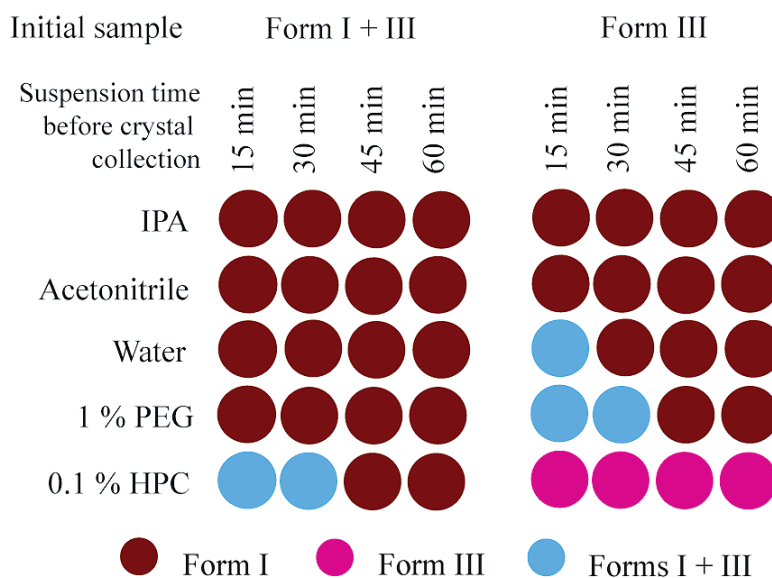 Initial sample Form I + III Form III
Suspension time
before crystal
collection
15 min 30 min 45 min 60 min 15 min 30 min 45 min 60 min
IPA
Acetonitrile
Water
1 % PEG
0.1 % HPC
Form I Form III Forms I + III